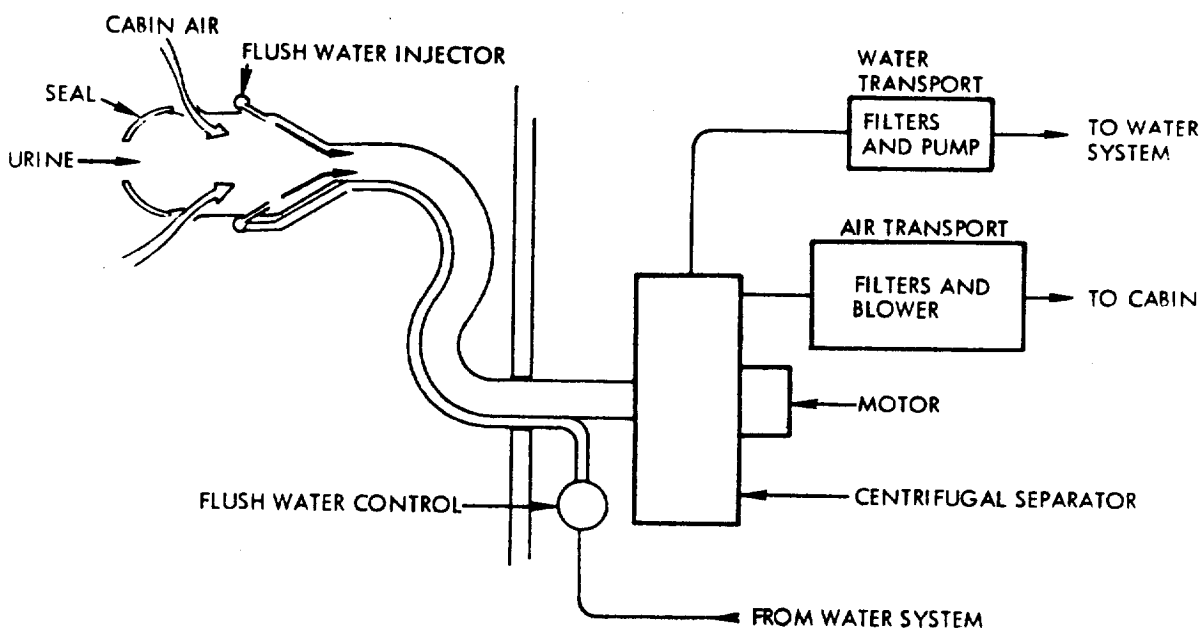 CABIN AIR
FLUSH WATER INJECTOR
SEAL
URINE
WATER
TRANSPORT
FILTERS
AND PUMP
TO WATER
SYSTEM
AIR TRANSPORT
FILTERS AND
BLOWER
TO CABIN
MOTOR
FLUSH WATER CONTROL
CENTRIFUGAL SEPARATOR
FROM WATER SYSTEM